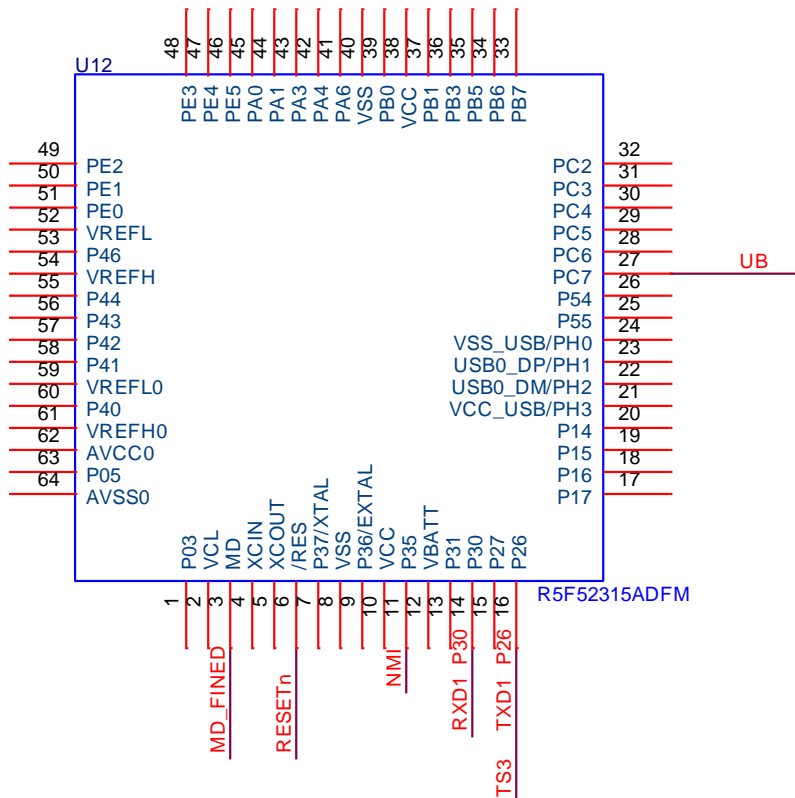 48 47 46 45 44 43 42 41 40 39 38 37 36 35 34 33
U12
PE3 PE4 PE5 PA0 PA1 PA3 PA4 PA6 VSS PB0 VCC PB1 PB3 PB5 PB6 PB7
49 PE2
50 PE1
51 PE0
52 VREFL
53 P46
54 VREFH
55 P44
56 P43
57 P42
58 P41
59 VREFL0
60 P40
61 VREFH0
62 AVCC0
63 P05
64 AVSS0
PC2 32
PC3 31
PC4 30
PC5 29
PC6 28
PC7 27 UB
P54 26
P55 25
VSS_USB/PH0 24
USB0_DP/PH1 23
USB0_DM/PH2 22
VCC_USB/PH3 21
P14 20
P15 19
P16 18
P17 17
P03 VCL MD XCIN XCOUT /RES P37/XTAL VSS P36/EXTAL VCC P35 VBATT P31 P30 P27 P26
R5F52315ADFM
1 2 3 4 5 6 7 8 9 10 11 12 13 14 15 16
MD_FINED
RESETn
NMI
RXD1 P30
TXD1 P26
TS3